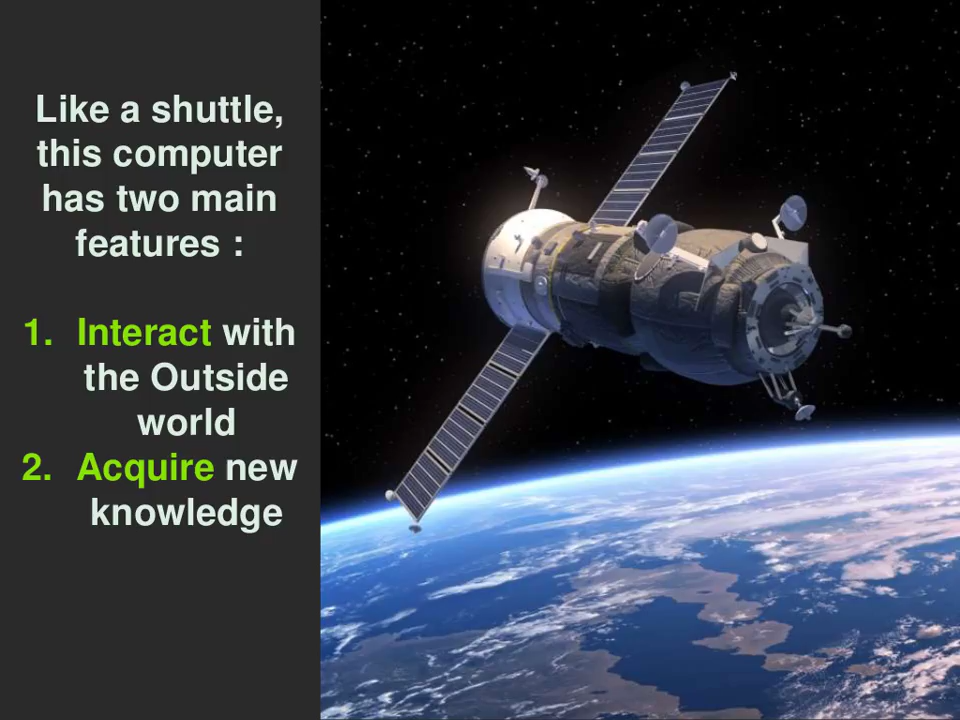 Like a shuttle,
this computer
has two main
features :
1. Interact with
the Outside
world
2. Acquire new
knowledge